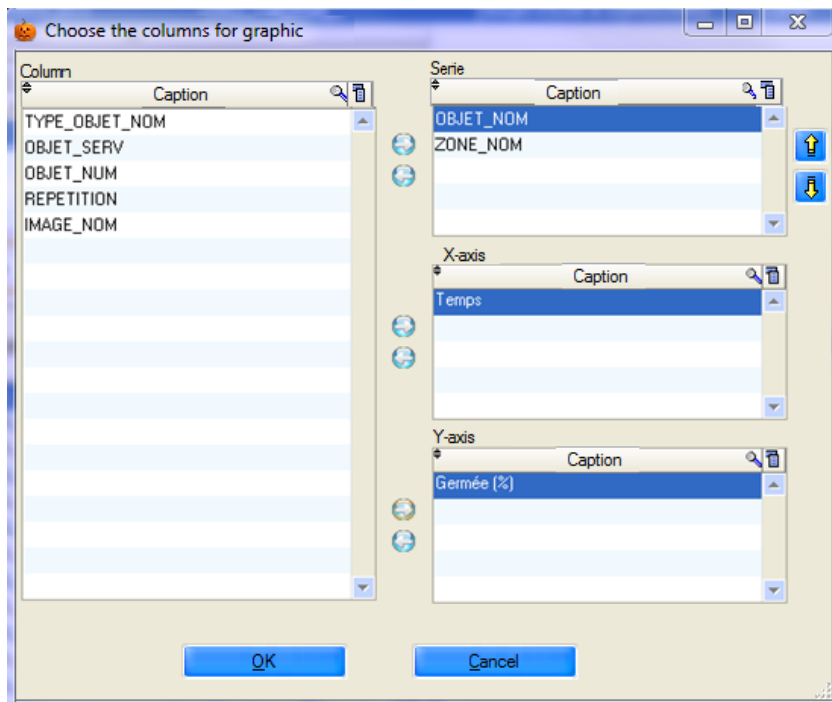 Choose the columns for graphic
Column
Caption
TYPE_OBJET_NOM
OBJET_SERV
OBJET_NUM
REPETITION
IMAGE_NOM
Serie
Caption
OBJET_NOM
ZONE_NOM
X-axis
Caption
Temps
Y-axis
Caption
Germée (%)
OK
Cancel